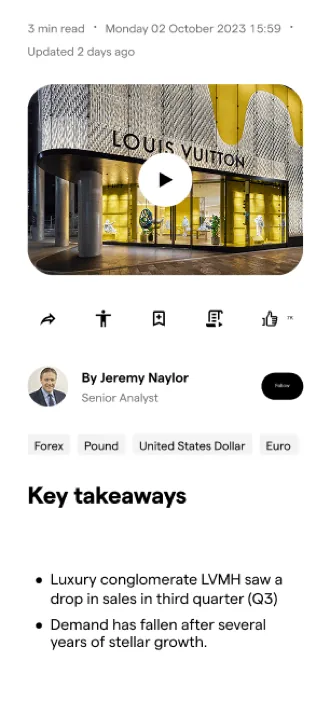 3 min read · Monday 02 October 2023 15:59 ·
Updated 2 days ago
LOUIS VUITTON
By Jeremy Naylor
Senior Analyst
Follow
Forex Pound United States Dollar Euro
Key takeaways
• Luxury conglomerate LVMH saw a
drop in sales in third quarter (Q3)
• Demand has fallen after several
years of stellar growth.